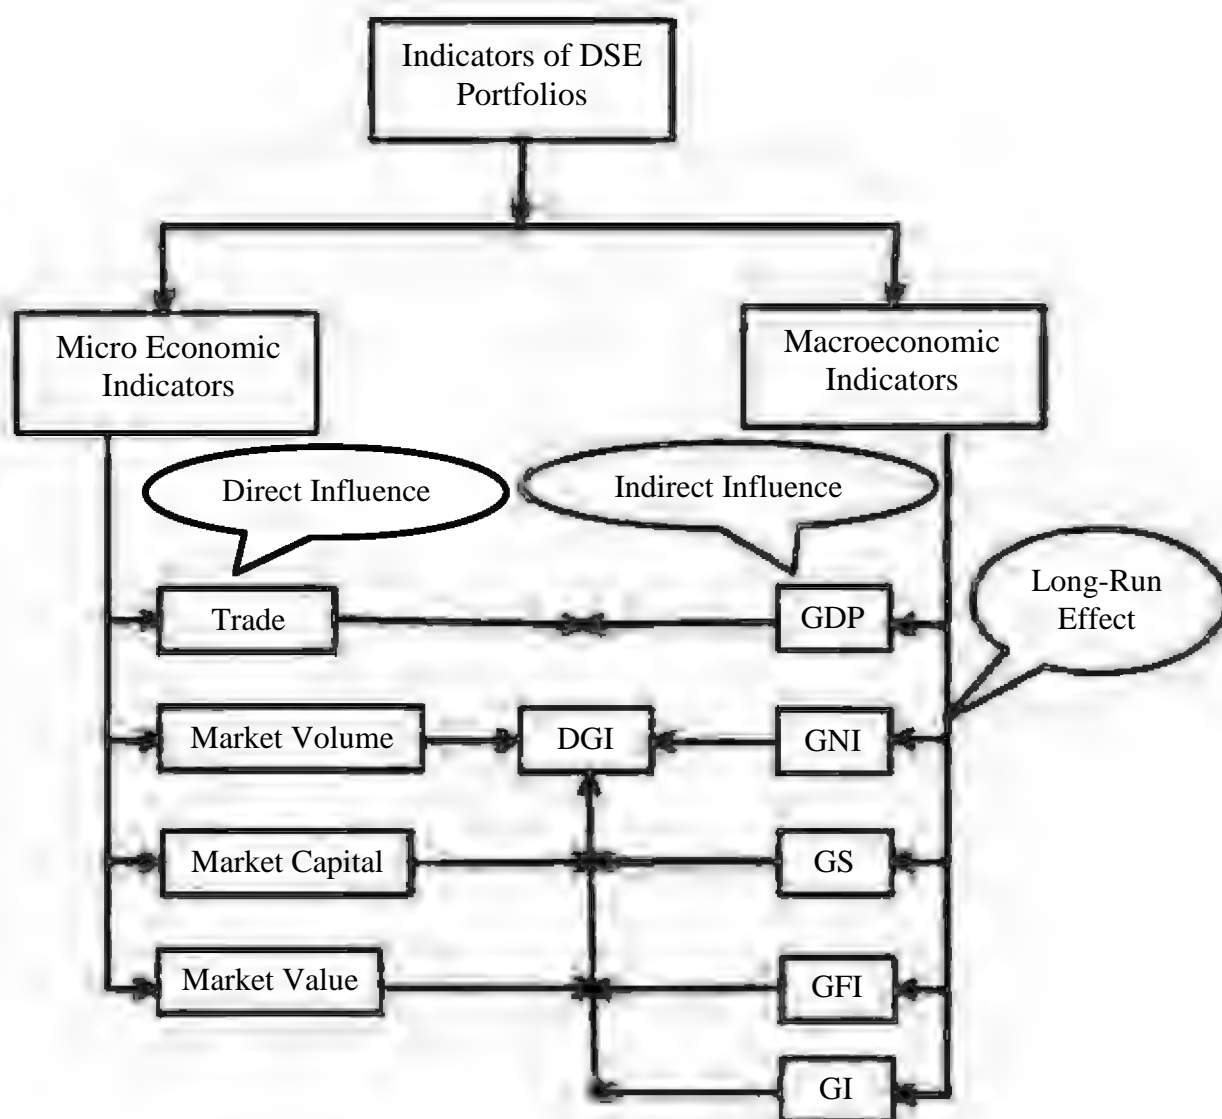 Indicators of DSE
Portfolios
Micro Economic
Indicators
Macroeconomic
Indicators
Direct Influence
Indirect Influence
Long-Run
Effect
Trade
GDP
Market Volume
DGI
GNI
Market Capital
GS
Market Value
GFI
GI